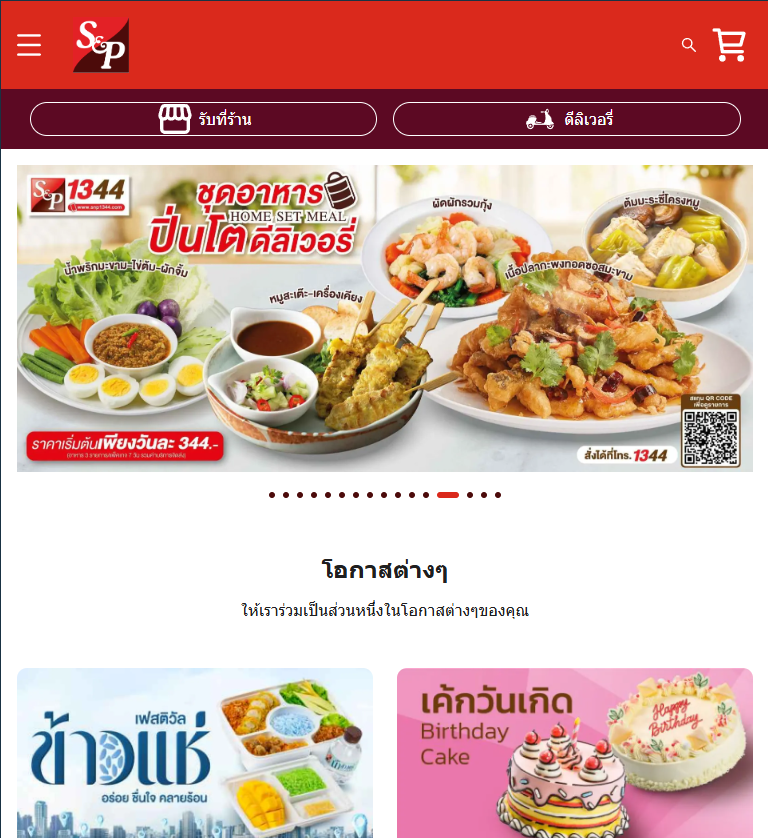 S&P
รับที่ร้าน
ดีลิเวอรี่
S&P 1344
www.snp1344.com
ชุดอาหาร
HOME SET MEAL
ปิ่นโตดีลิเวอรี่
ผัดผักรวมกุ้ง
ต้มมะระซี่โครงหมู
น้ำพริกมะขาม-ไข่ต้ม-ผักจิ้ม
หมูสะเต๊ะ-เครื่องเคียง
เนื้อปลากะพงทอดซอสมะขาม
สแกน QR CODE
เพื่อดูรายการ
ราคาเริ่มต้นเพียงวันละ 344.-
สั่งได้ที่โทร. 1344
โอกาสต่างๆ
ให้เราร่วมเป็นส่วนหนึ่งในโอกาสต่างๆของคุณ
เฟสติวัล
ข้าวแช่
อร่อย ชื่นใจ คลายร้อน
เค้กวันเกิด
Birthday
Cake
Happy
Birthday